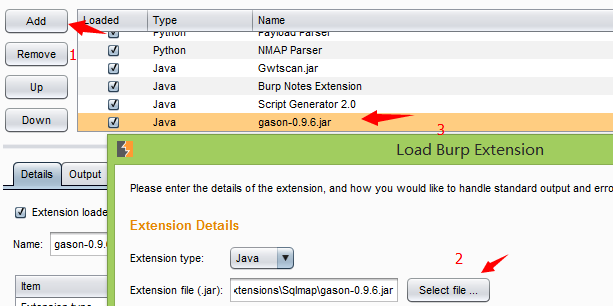 Add
Loaded Type Name
Python Payload Parser
Remove
1
Python NMAP Parser
Java Gwtscan.jar
Up
Java Burp Notes Extension
Java Script Generator 2.0
Down
Java gason-0.9.6.jar
3
Load Burp Extension
Details Output
Please enter the details of the extension, and how you would like to handle standard output and erro
Extension loade
Extension Details
Name: gason-0.9.6
Extension type: Java
2
Item
Extension file (.jar): xtensions\Sqlmap\gason-0.9.6.jar Select file ...
Extension type